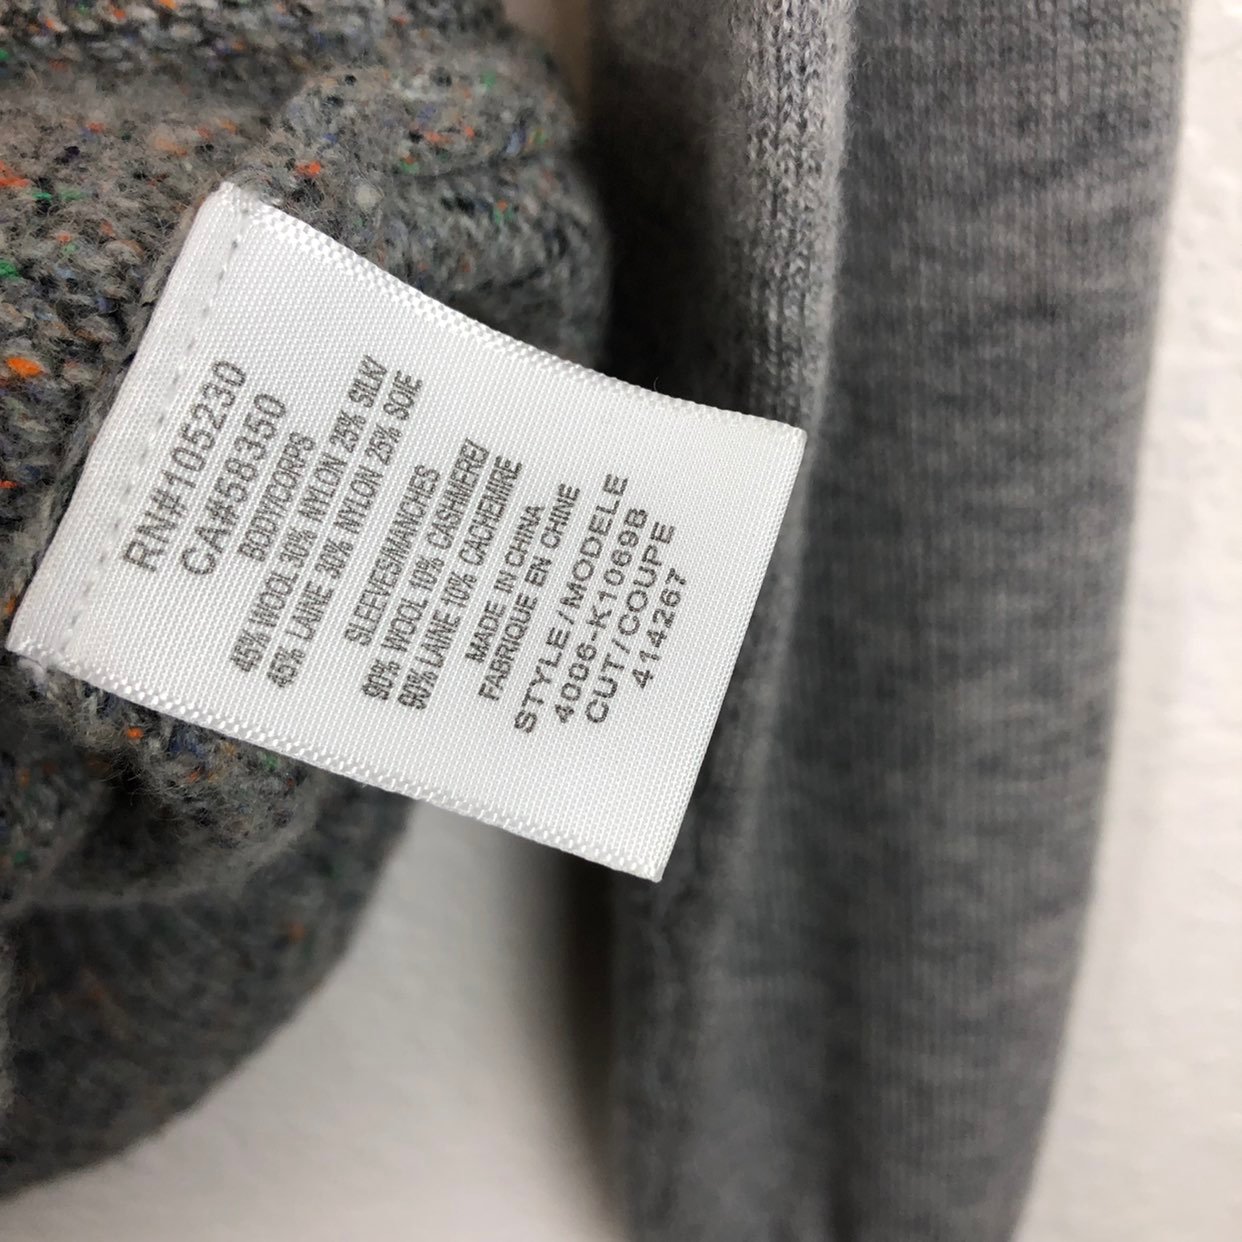 RN#105230
CA#58350
BODY/CORPS
45% WOOL 30% NYLON 25% SILK/
45% LAINE 30% NYLON 25% SOIE
SLEEVES/MANCHES
90% WOOL 10% CASHMERE/
90% LAINE 10% CACHEMIRE
MADE IN CHINA
FABRIQUE EN CHINE
STYLE/MODELE
4006-K1069B
CUT/COUPE
414267